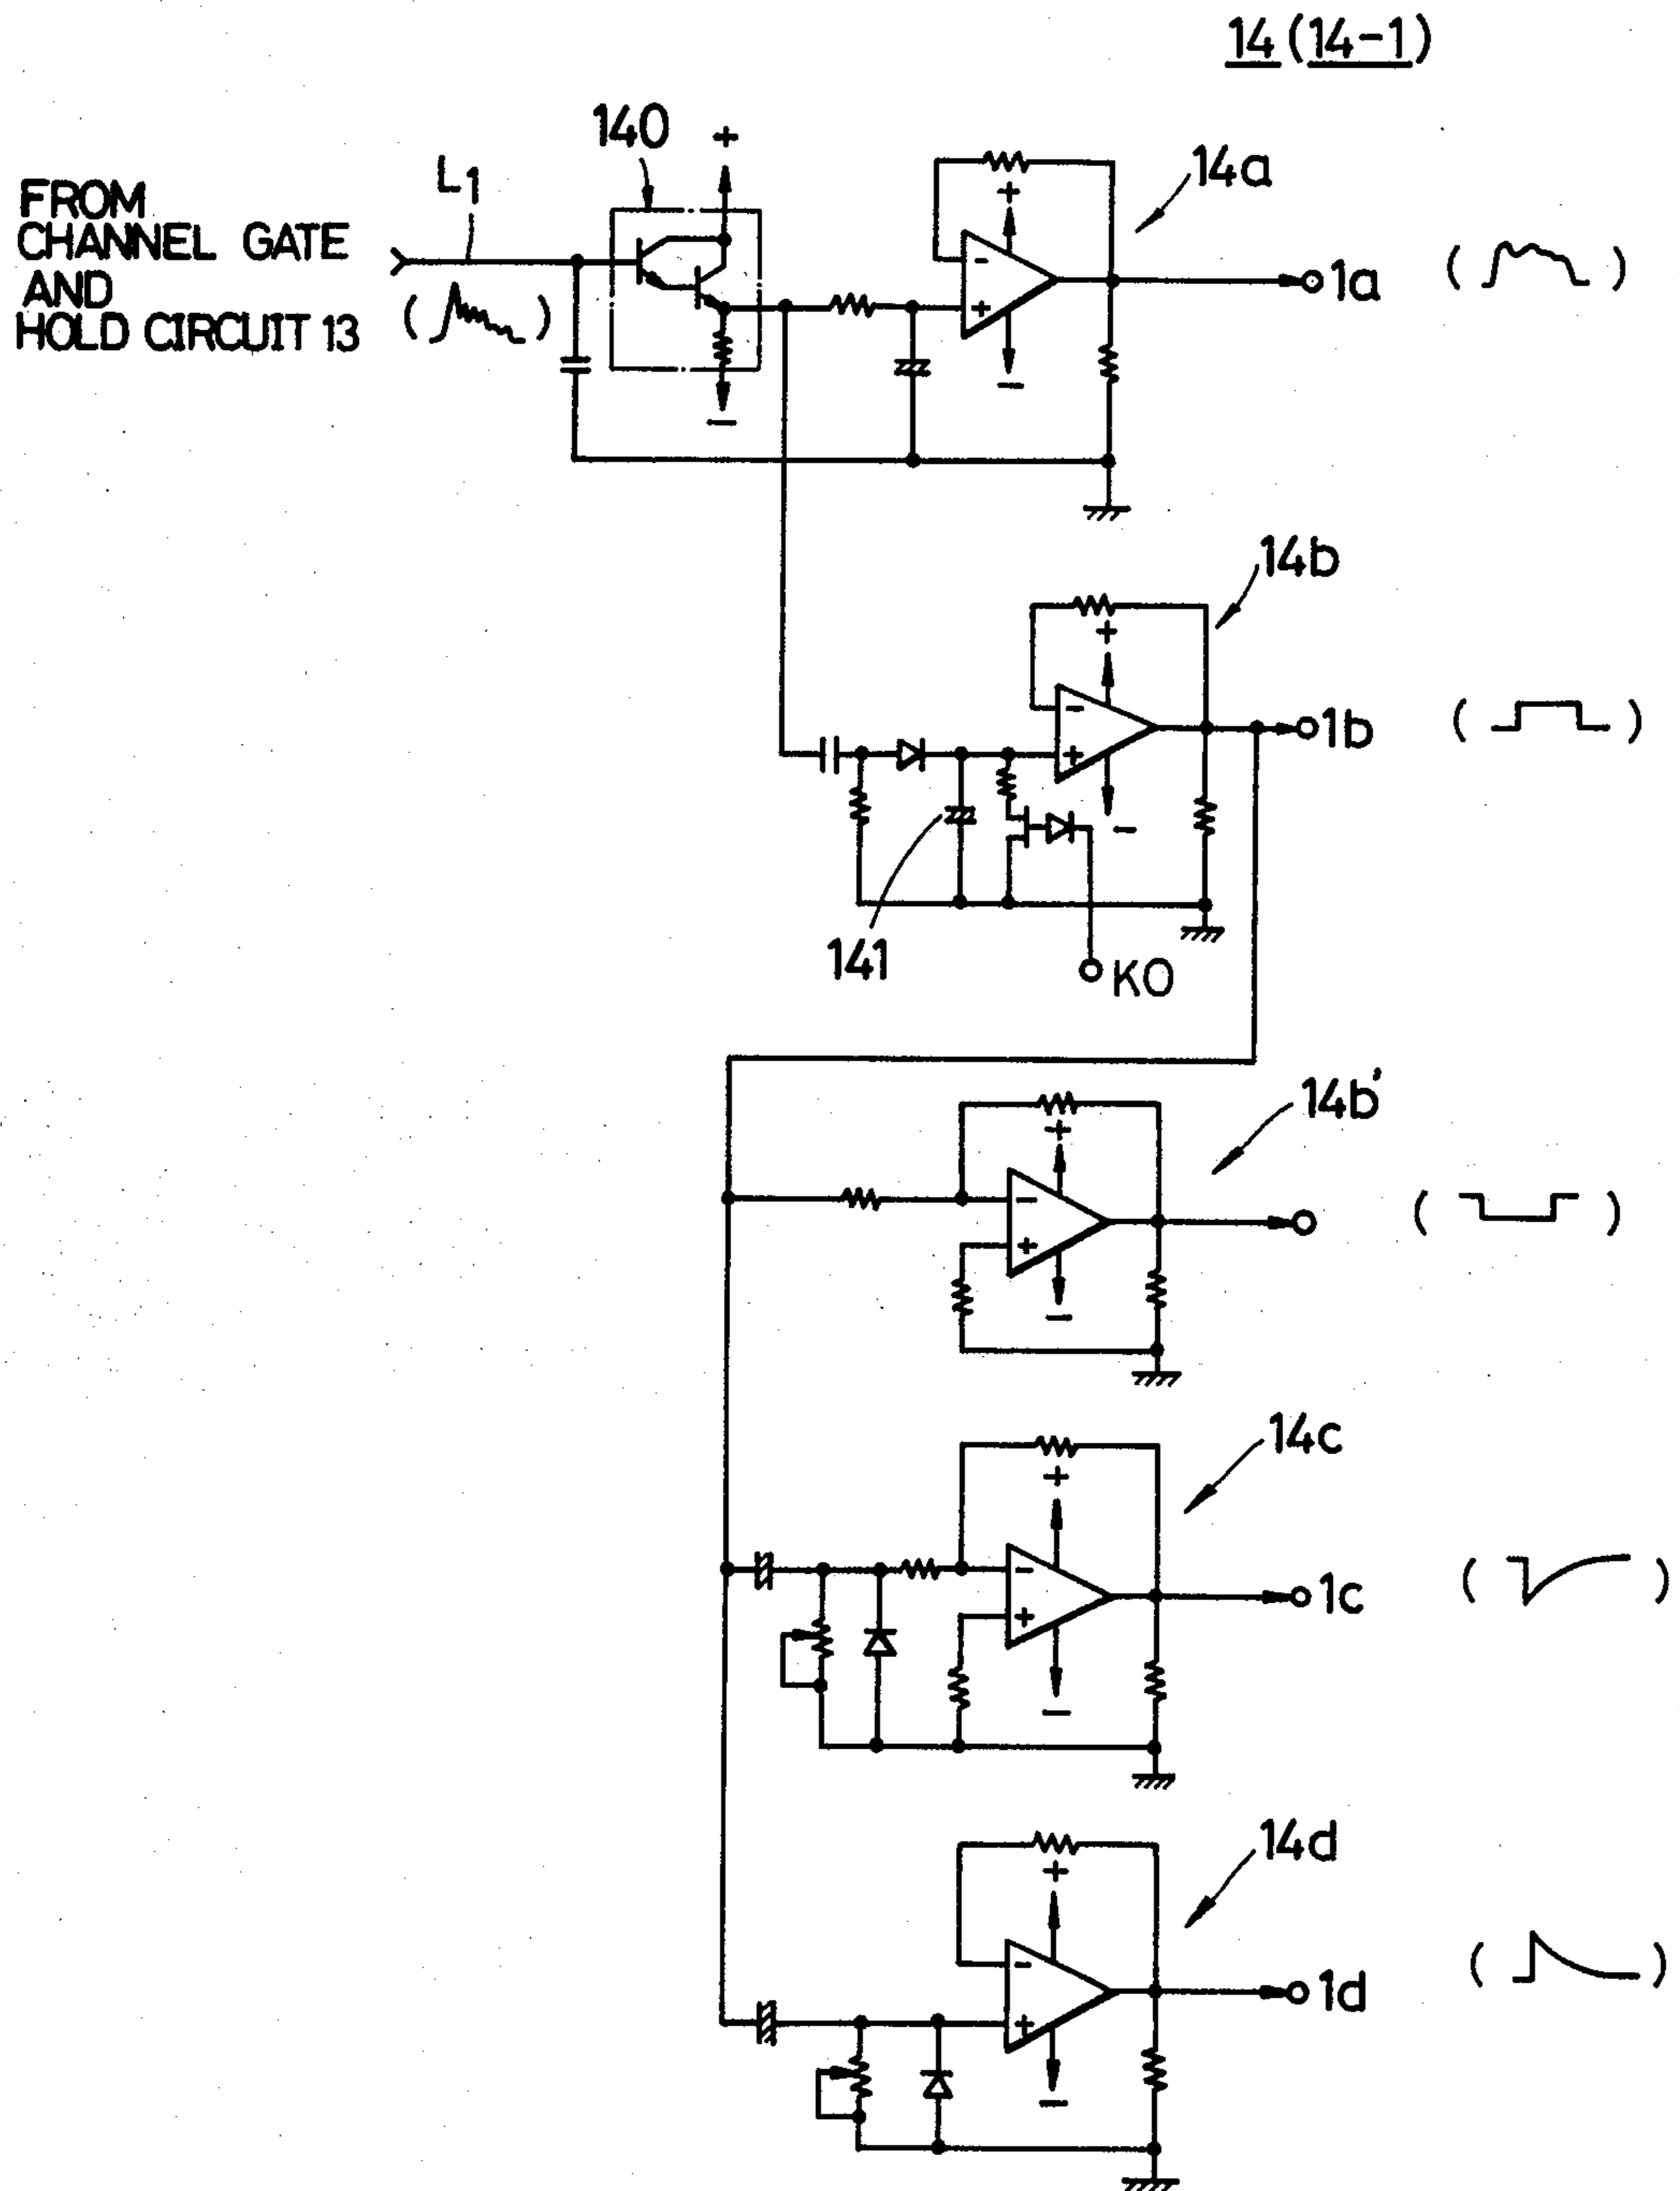 14 (14-1)
140
+
L1
FROM
CHANNEL GATE
AND
HOLD CIRCUIT 13
14a
+
-
+
-
1a
-
14b
+
-
+
-
1b
141
KO
14b'
+
-
+
-
14c
+
-
+
-
1c
14d
+
-
+
-
1d